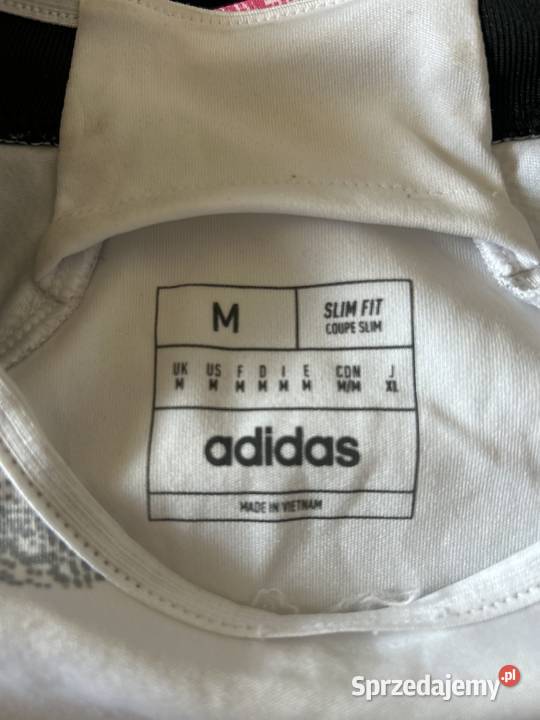 M
SLIM FIT
COUPE SLIM
UK US F D I E CDN J
M M M M M M M/M XL
adidas
MADE IN VIETNAM
Sprzedajemy.pl